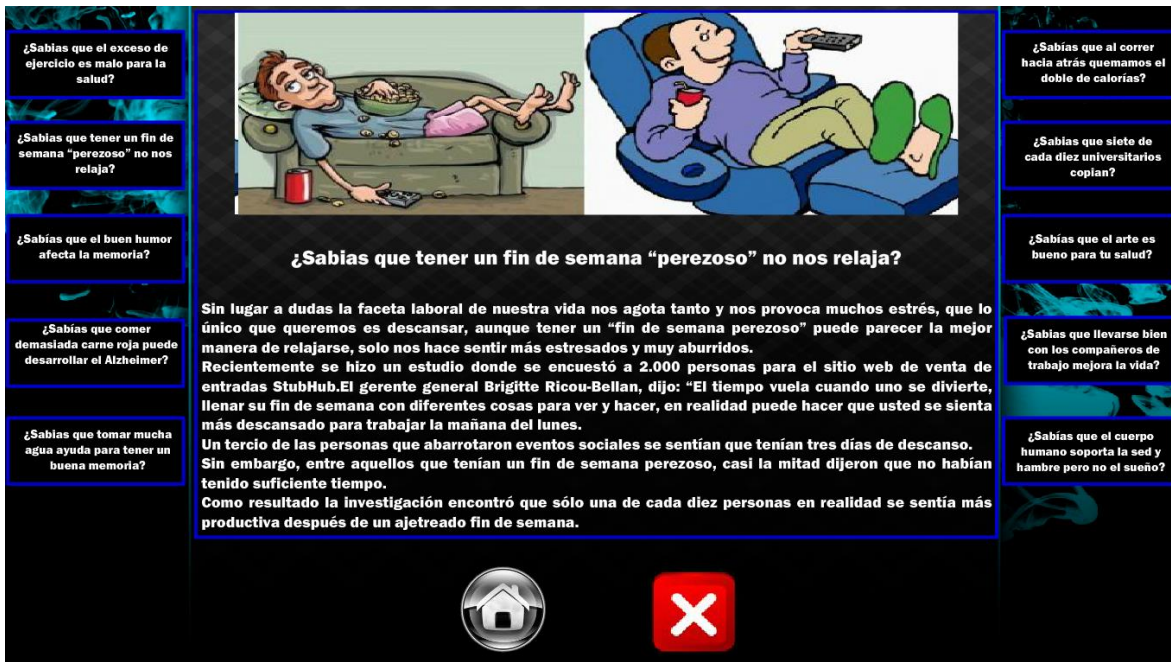 ¿Sabias que el exceso de
ejercicio es malo para la
salud?
¿Sabias que tener un fin de
semana “perezoso” no nos
relaja?
¿Sabías que el buen humor
afecta la memoria?
¿Sabías que comer
demasiada carne roja puede
desarrollar el Alzheimer?
¿Sabias que tomar mucha
agua ayuda para tener un
buena memoria?
¿Sabias que tener un fin de semana “perezoso” no nos relaja?
Sin lugar a dudas la faceta laboral de nuestra vida nos agota tanto y nos provoca muchos estrés, que lo
único que queremos es descansar, aunque tener un “fin de semana perezoso” puede parecer la mejor
manera de relajarse, solo nos hace sentir más estresados y muy aburridos.
Recientemente se hizo un estudio donde se encuestó a 2.000 personas para el sitio web de venta de
entradas StubHub.El gerente general Brigitte Ricou-Bellan, dijo: “El tiempo vuela cuando uno se divierte,
llenar su fin de semana con diferentes cosas para ver y hacer, en realidad puede hacer que usted se sienta
más descansado para trabajar la mañana del lunes.
Un tercio de las personas que abarrotaron eventos sociales se sentían que tenían tres días de descanso.
Sin embargo, entre aquellos que tenían un fin de semana perezoso, casi la mitad dijeron que no habían
tenido suficiente tiempo.
Como resultado la investigación encontró que sólo una de cada diez personas en realidad se sentía más
productiva después de un ajetreado fin de semana.
¿Sabías que al correr
hacia atrás quemamos el
doble de calorías?
¿Sabias que siete de
cada diez universitarios
copian?
¿Sabías que el arte es
bueno para tu salud?
¿Sabias que llevarse bien
con los compañeros de
trabajo mejora la vida?
¿Sabías que el cuerpo
humano soporta la sed y
hambre pero no el sueño?